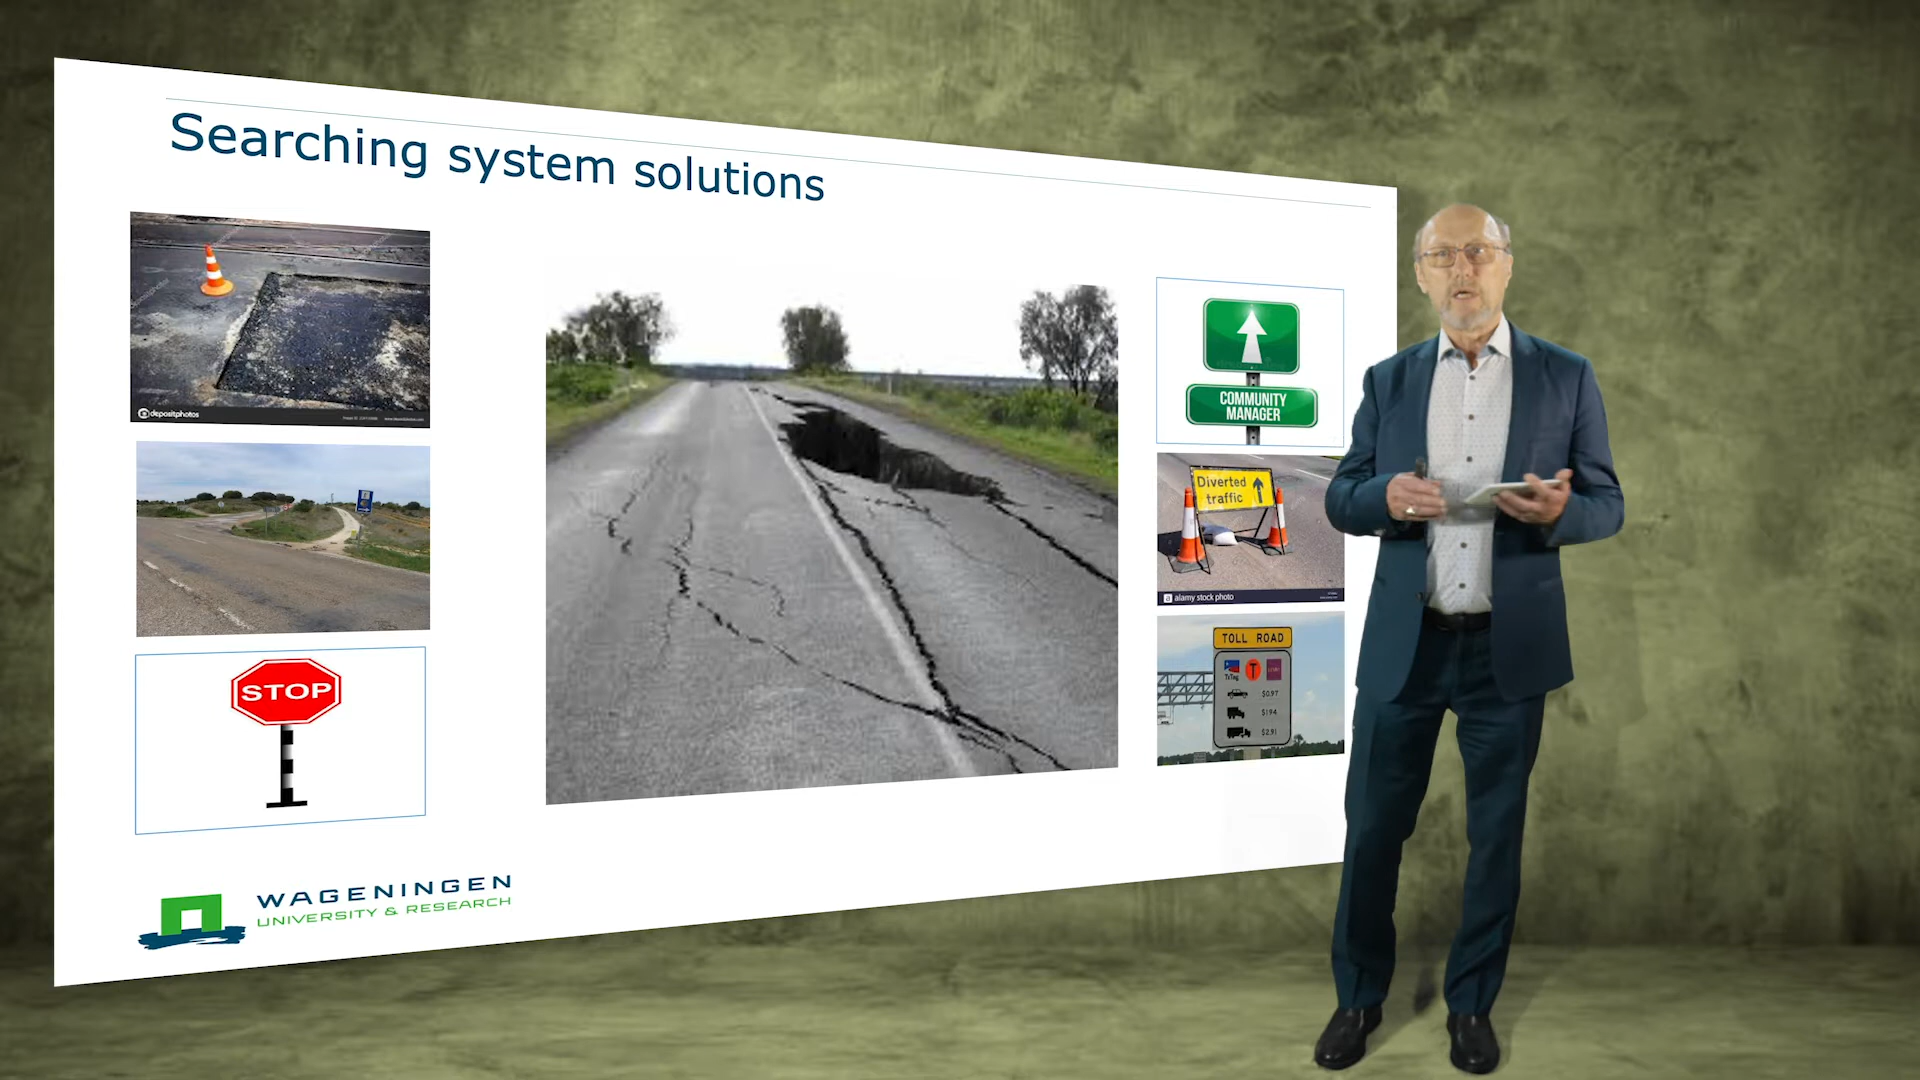 Searching system solutions
depositphotos
STOP
COMMUNITY
MANAGER
Diverted
traffic
a alamy stock photo
TOLL ROAD
TxTag
T
$0.97
$1.94
$2.91
WAGENINGEN
UNIVERSITY & RESEARCH